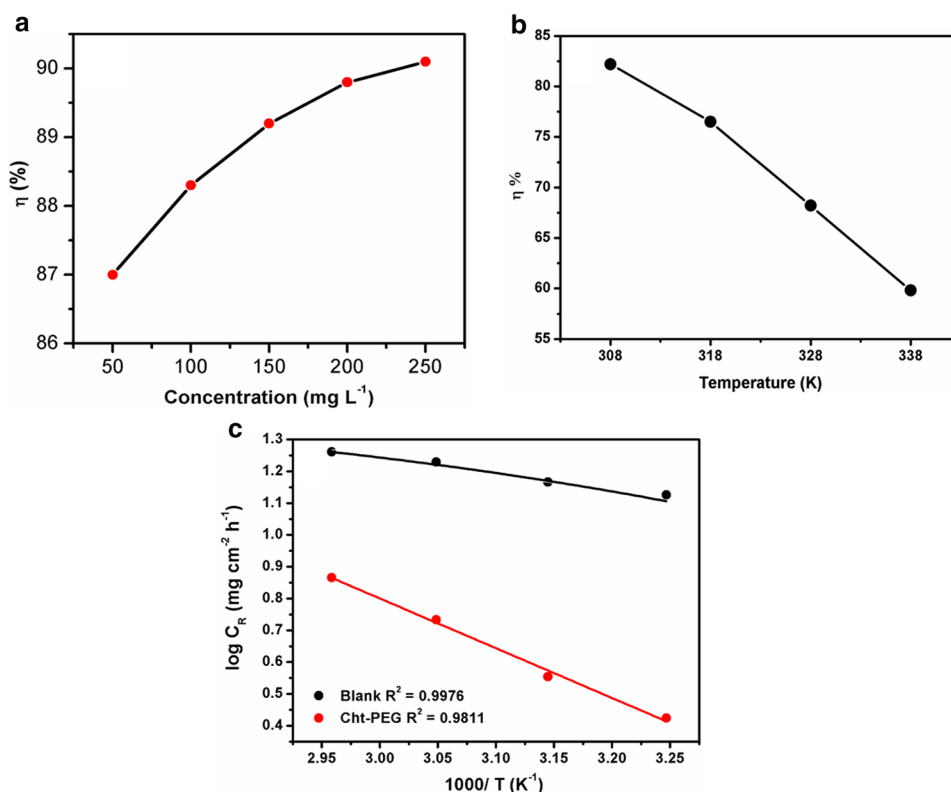 a
90
89
88
87
86
η (%)
50 100 150 200 250
Concentration (mg L⁻¹)
b
85
80
75
70
65
60
55
η %
308 318 328 338
Temperature (K)
c
1.3
1.2
1.1
1.0
0.9
0.8
0.7
0.6
0.5
0.4
log C_R (mg cm⁻² h⁻¹)
Blank R² = 0.9976
Cht-PEG R² = 0.9811
2.95 3.00 3.05 3.10 3.15 3.20 3.25
1000/ T (K⁻¹)